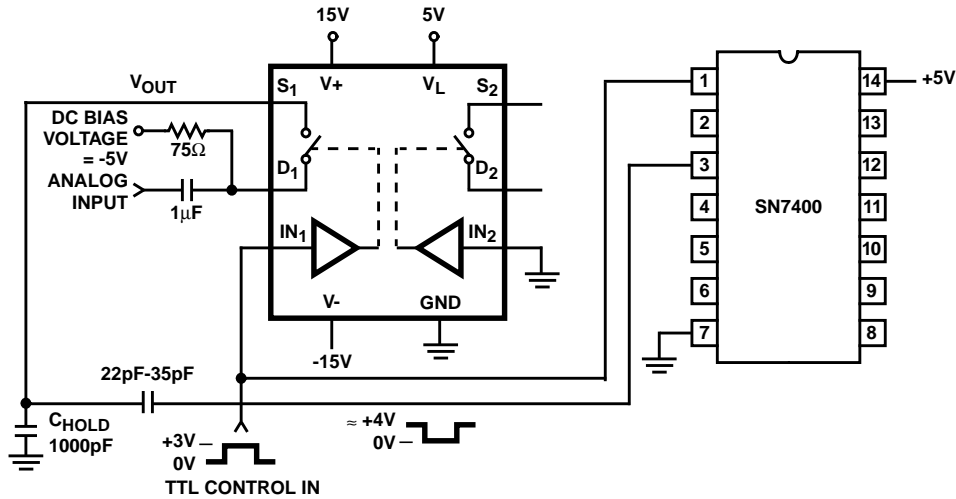 15V
5V
V+
VL
S1
S2
VOUT
DC BIAS
VOLTAGE
= -5V
75Ω
ANALOG
INPUT
1μF
D1
D2
IN1
IN2
V-
GND
-15V
22pF-35pF
CHOLD
1000pF
+3V
0V
TTL CONTROL IN
≈ +4V
0V
SN7400
1
2
3
4
5
6
7
14
13
12
11
10
9
8
+5V